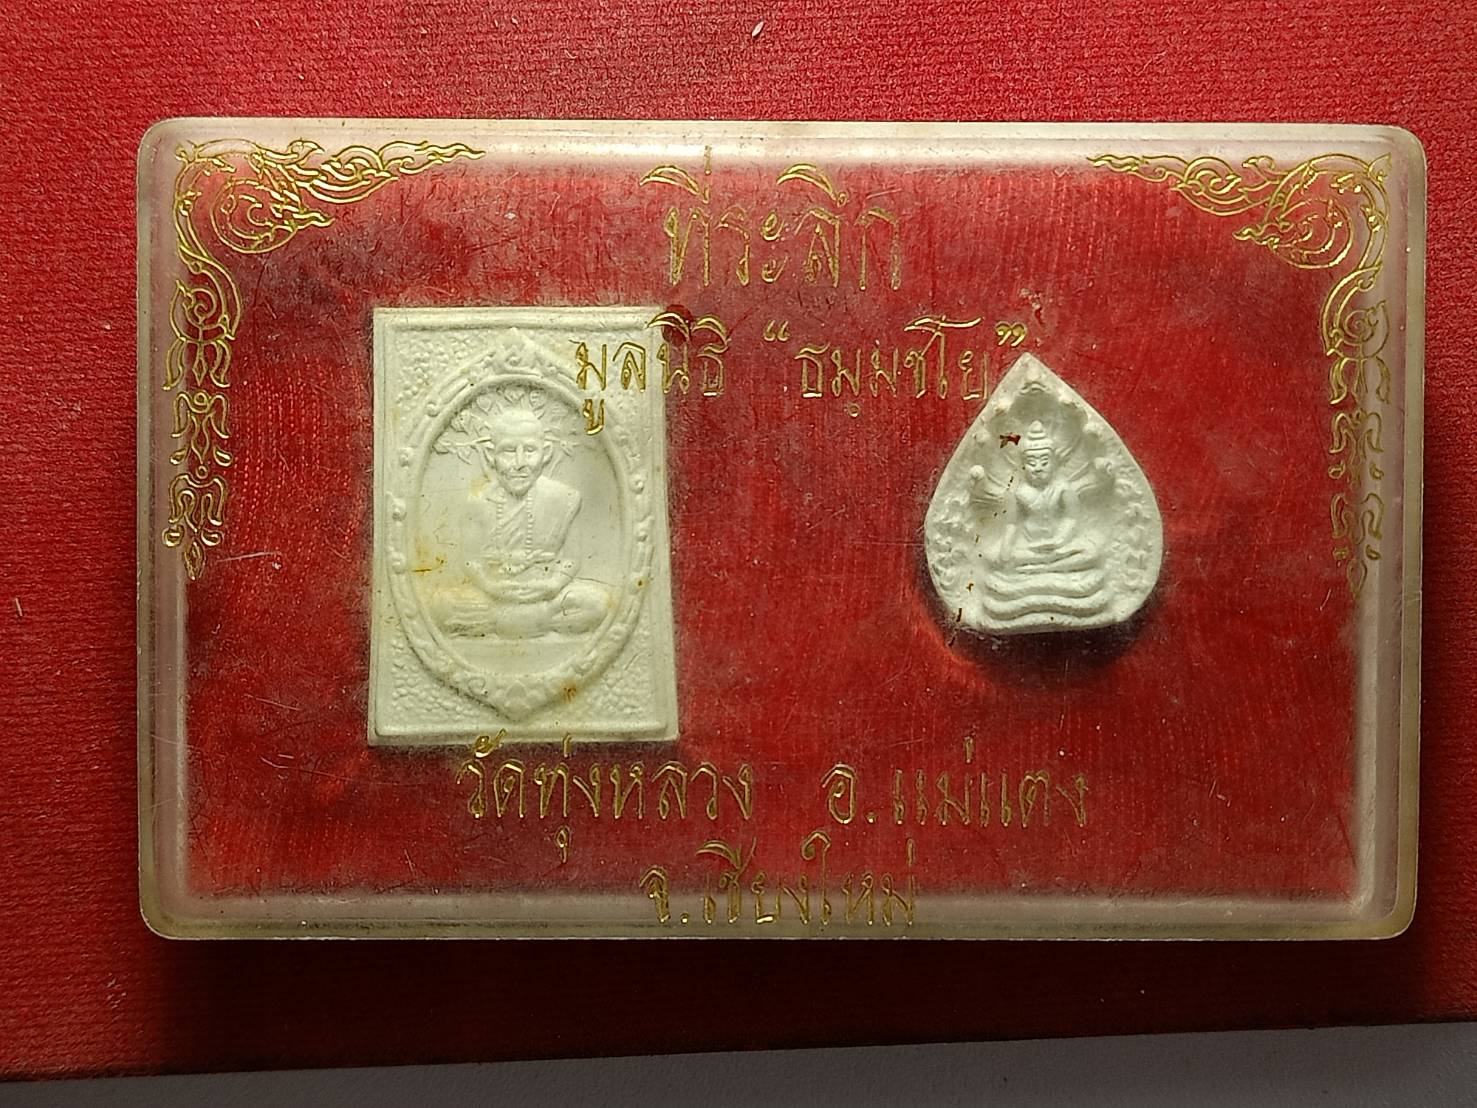 ที่ระลึก
มูลนิธิ “ธมฺมชโย”
วัดทุ่งหลวง อ.แม่แตง
จ.เชียงใหม่